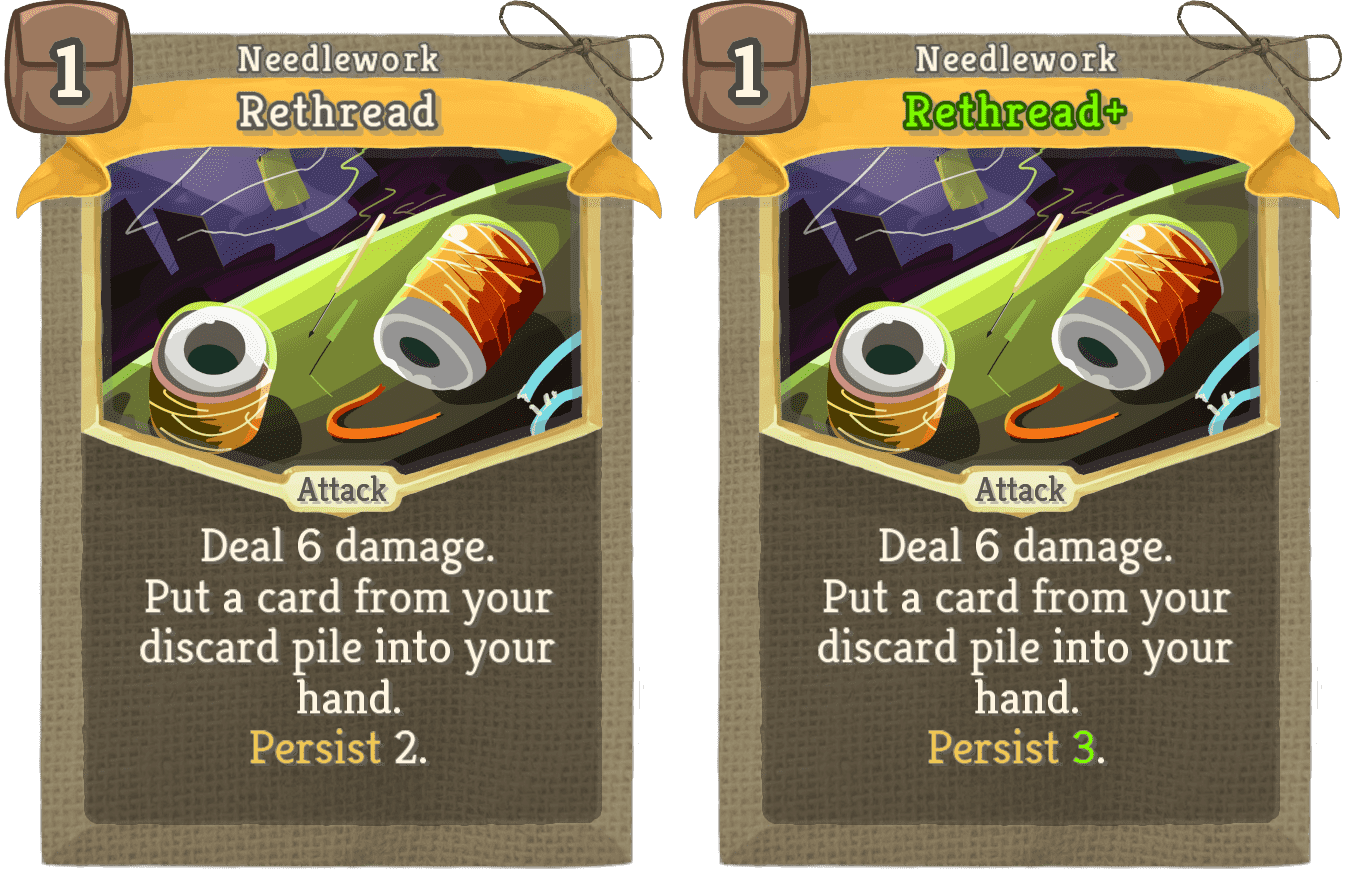 1
Needlework
Rethread
Attack
Deal 6 damage.
Put a card from your
discard pile into your
hand.
Persist 2.
1
Needlework
Rethread+
Attack
Deal 6 damage.
Put a card from your
discard pile into your
hand.
Persist 3.